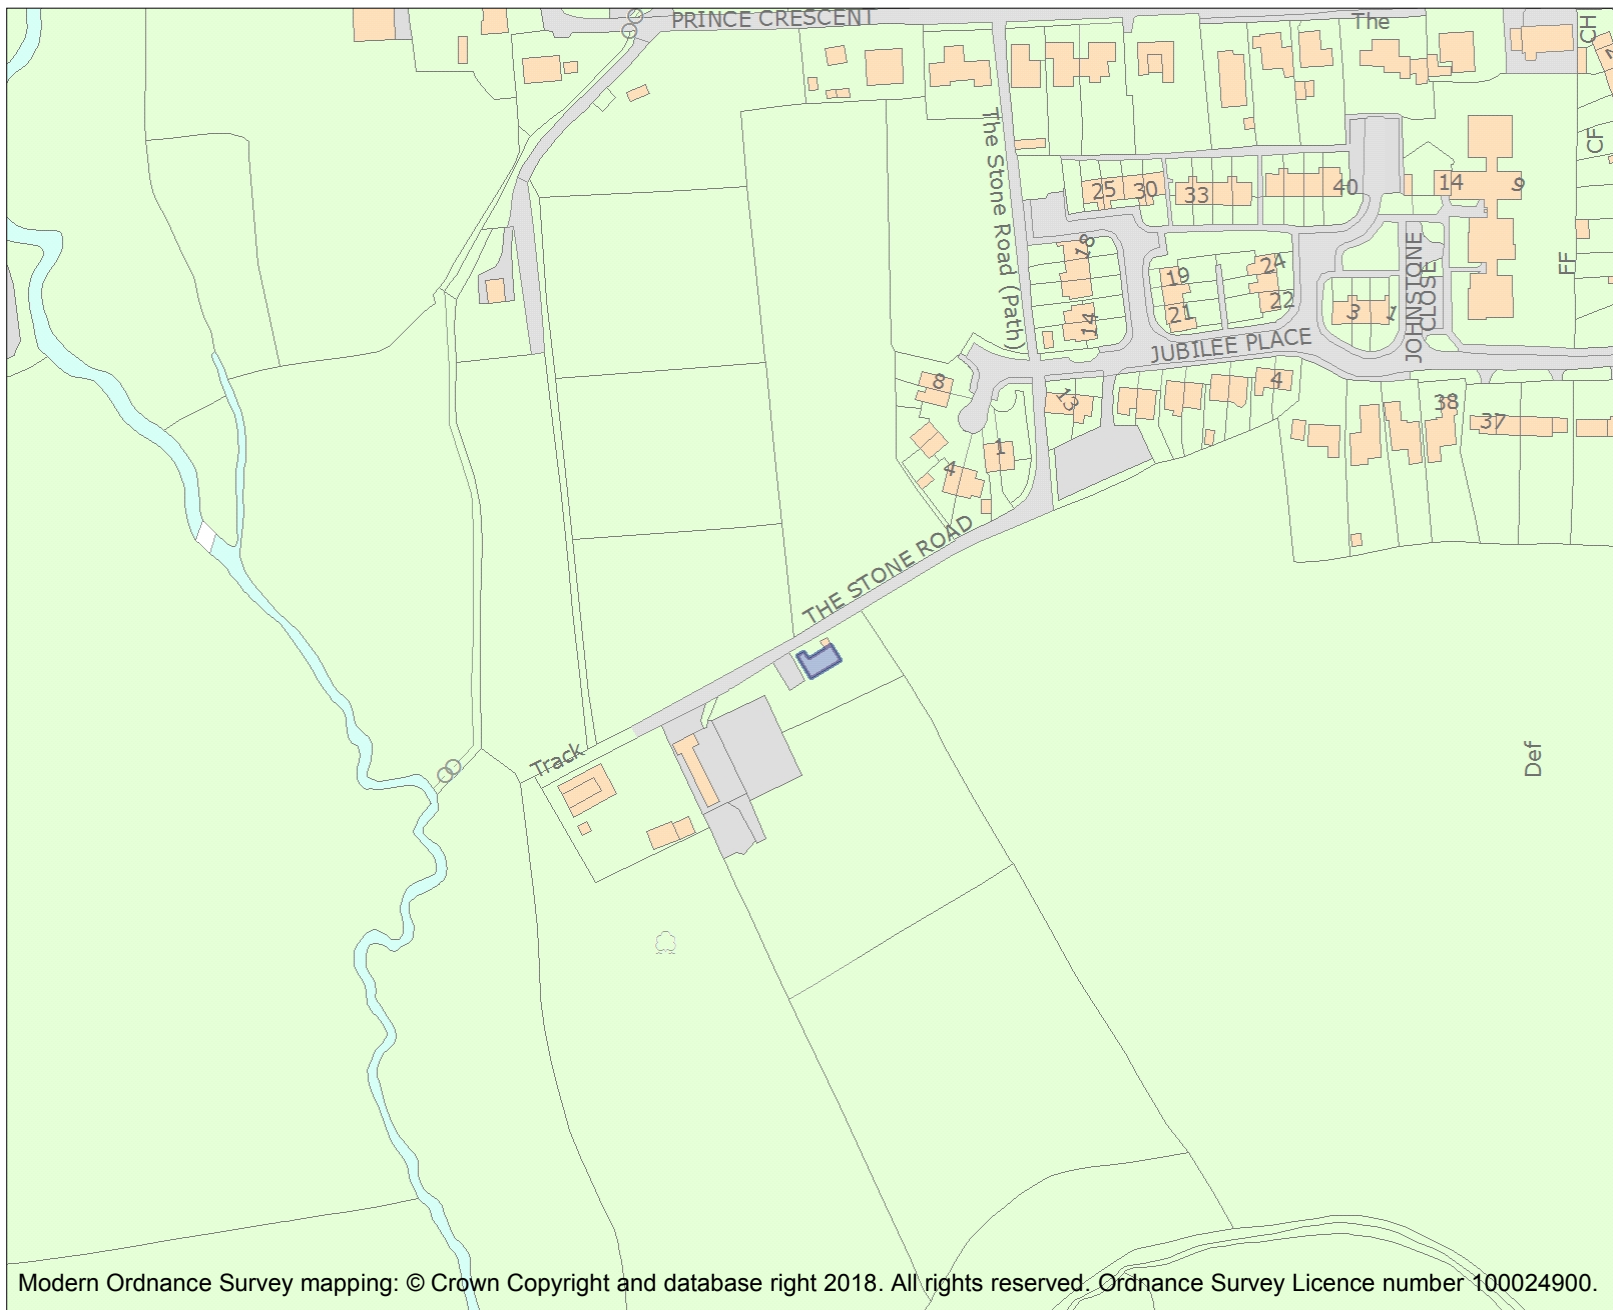 PRINCE CRESCENT
The
CH
The Stone Road (Path)
25
30
33
40
14
9
CF
18
19
24
21
22
14
3
1
JOHNSTONE
CLOSE
FF
JUBILEE PLACE
8
13
4
38
37
1
4
THE STONE ROAD
Track
Def
Modern Ordnance Survey mapping: © Crown Copyright and database right 2018. All rights reserved. Ordnance Survey Licence number 100024900.